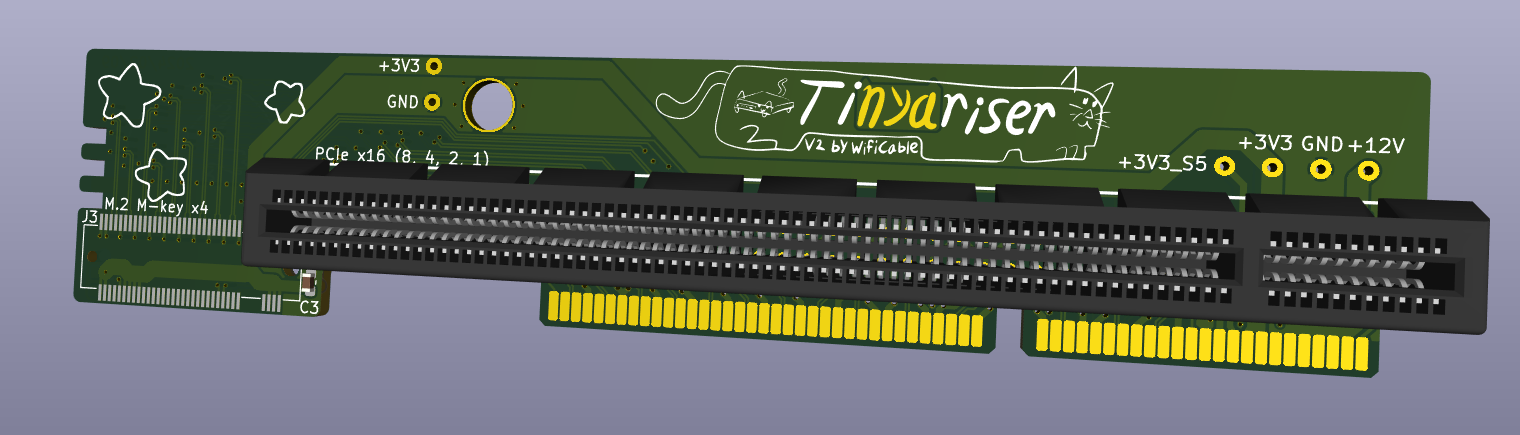 +3V3
GND
Tinyariser
V2 by WifiCable
+3V3_S5
+3V3 GND +12V
PCIe x16 (8, 4, 2, 1)
M.2 M-key x4
J3
C3